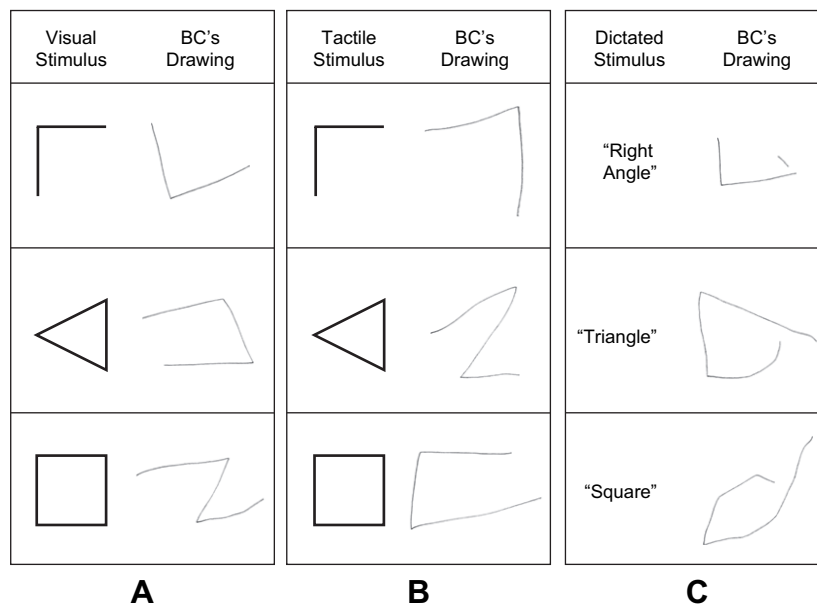 Visual
Stimulus
BC's
Drawing
A
Tactile
Stimulus
BC's
Drawing
B
Dictated
Stimulus
BC's
Drawing
"Right
Angle"
"Triangle"
"Square"
C